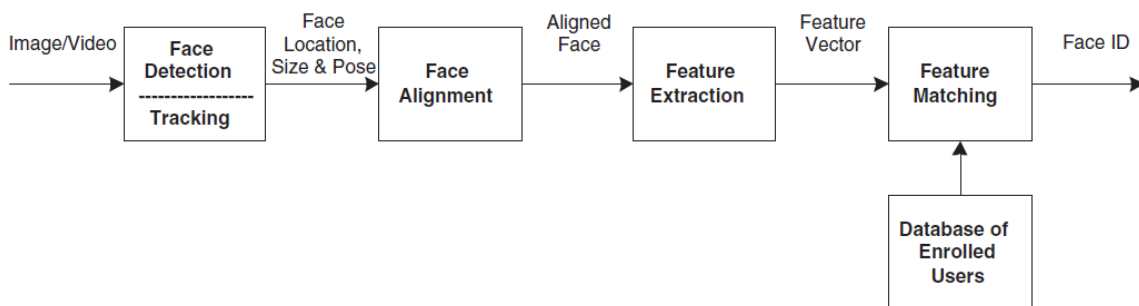 Image/Video
Face
Detection
------------------
Tracking
Face
Location,
Size & Pose
Face
Alignment
Aligned
Face
Feature
Extraction
Feature
Vector
Feature
Matching
Face ID
Database of
Enrolled
Users